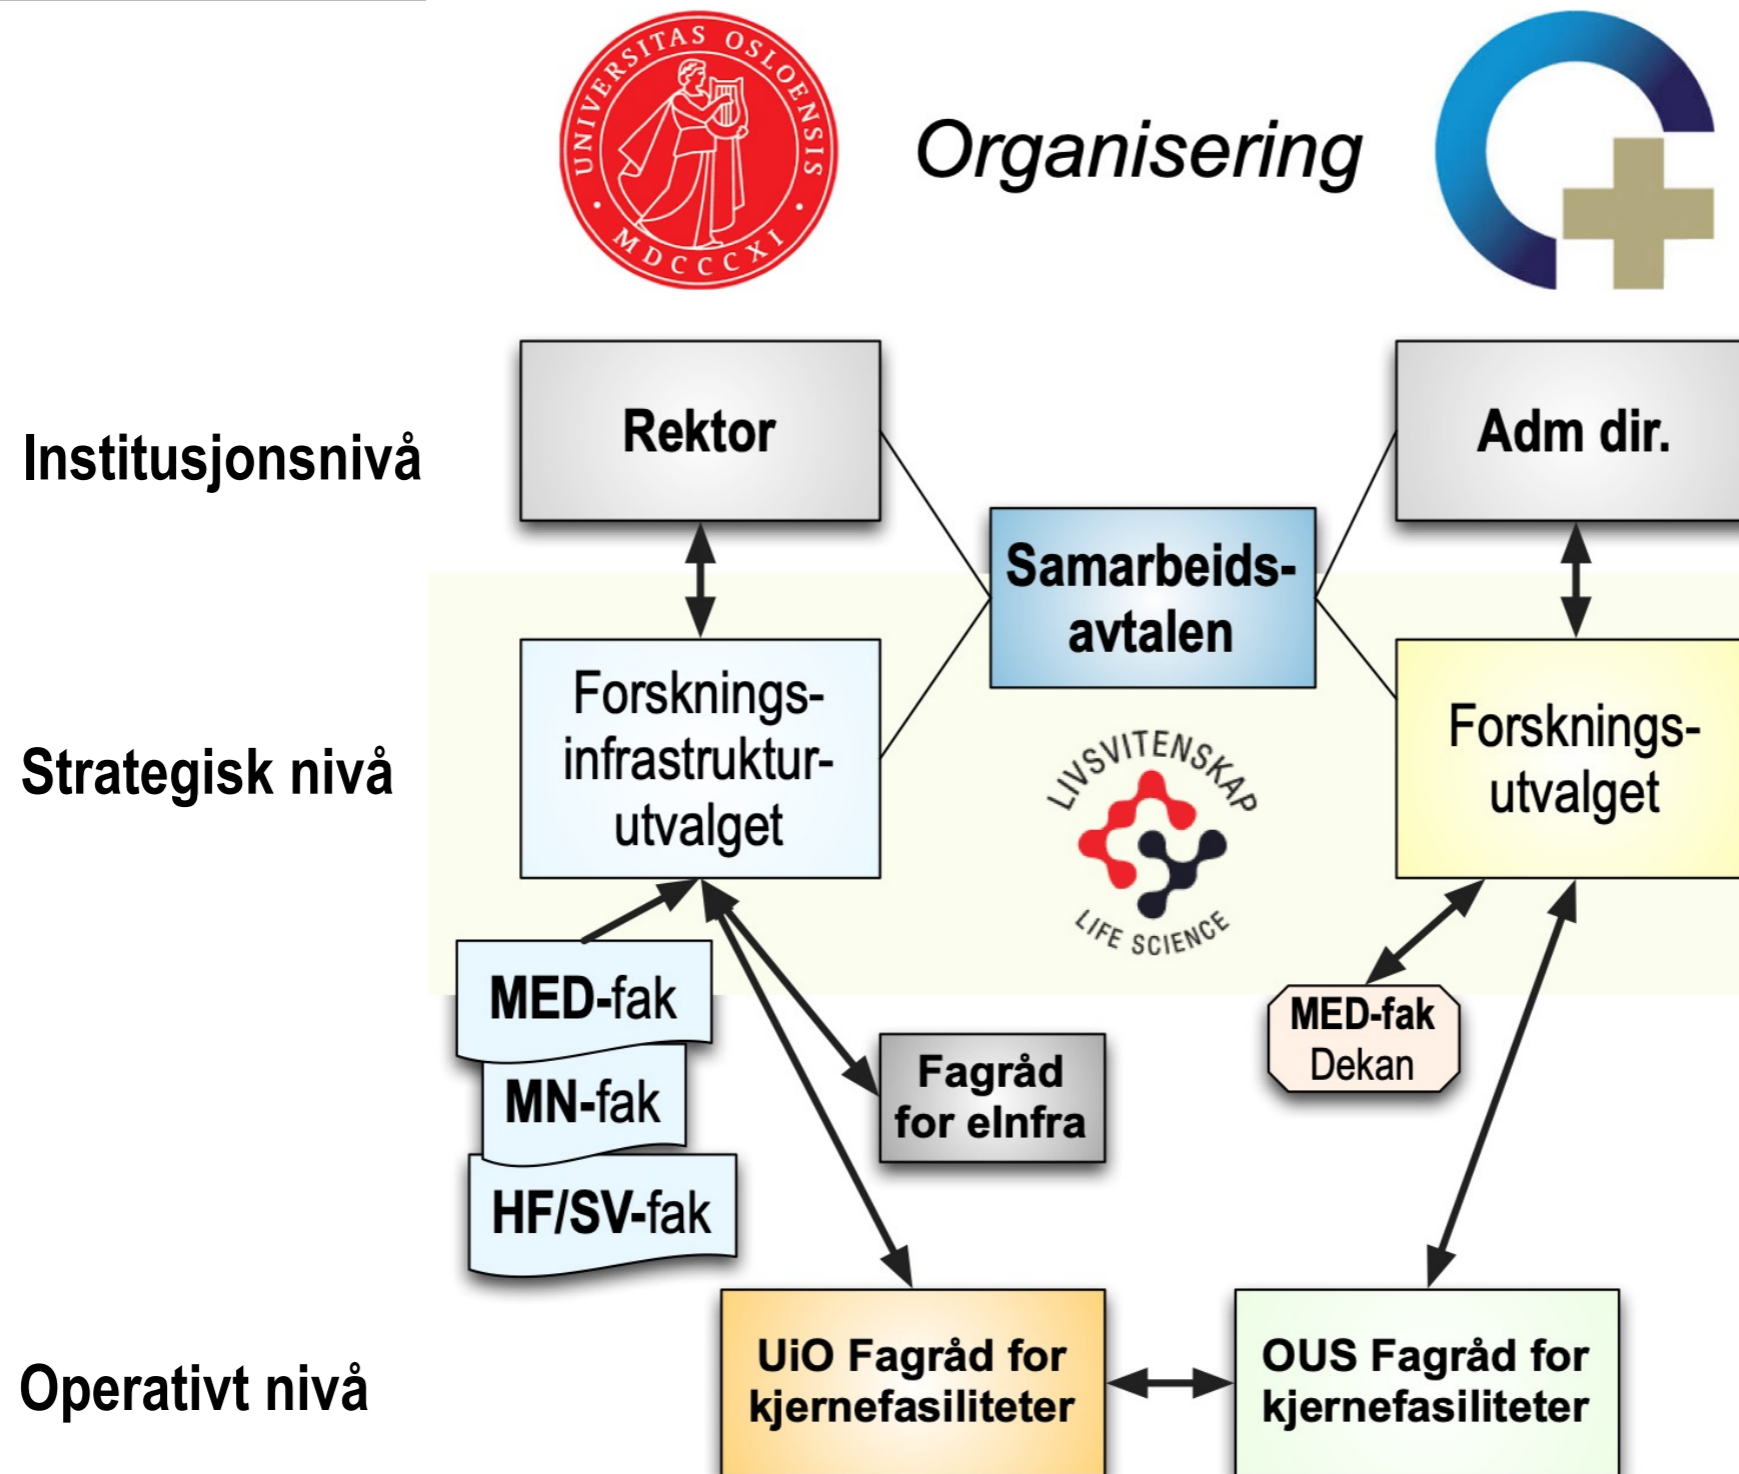 UNIVERSITAS OSLOENSIS
MDCCCXI
Organisering
Institusjonsnivå
Rektor
Adm dir.
Samarbeids-
avtalen
Strategisk nivå
Forsknings-
infrastruktur-
utvalget
LIVSVITENSKAP
LIFE SCIENCE
Forsknings-
utvalget
MED-fak
MN-fak
HF/SV-fak
Fagråd
for eInfra
MED-fak
Dekan
Operativt nivå
UiO Fagråd for
kjernefasiliteter
OUS Fagråd for
kjernefasiliteter